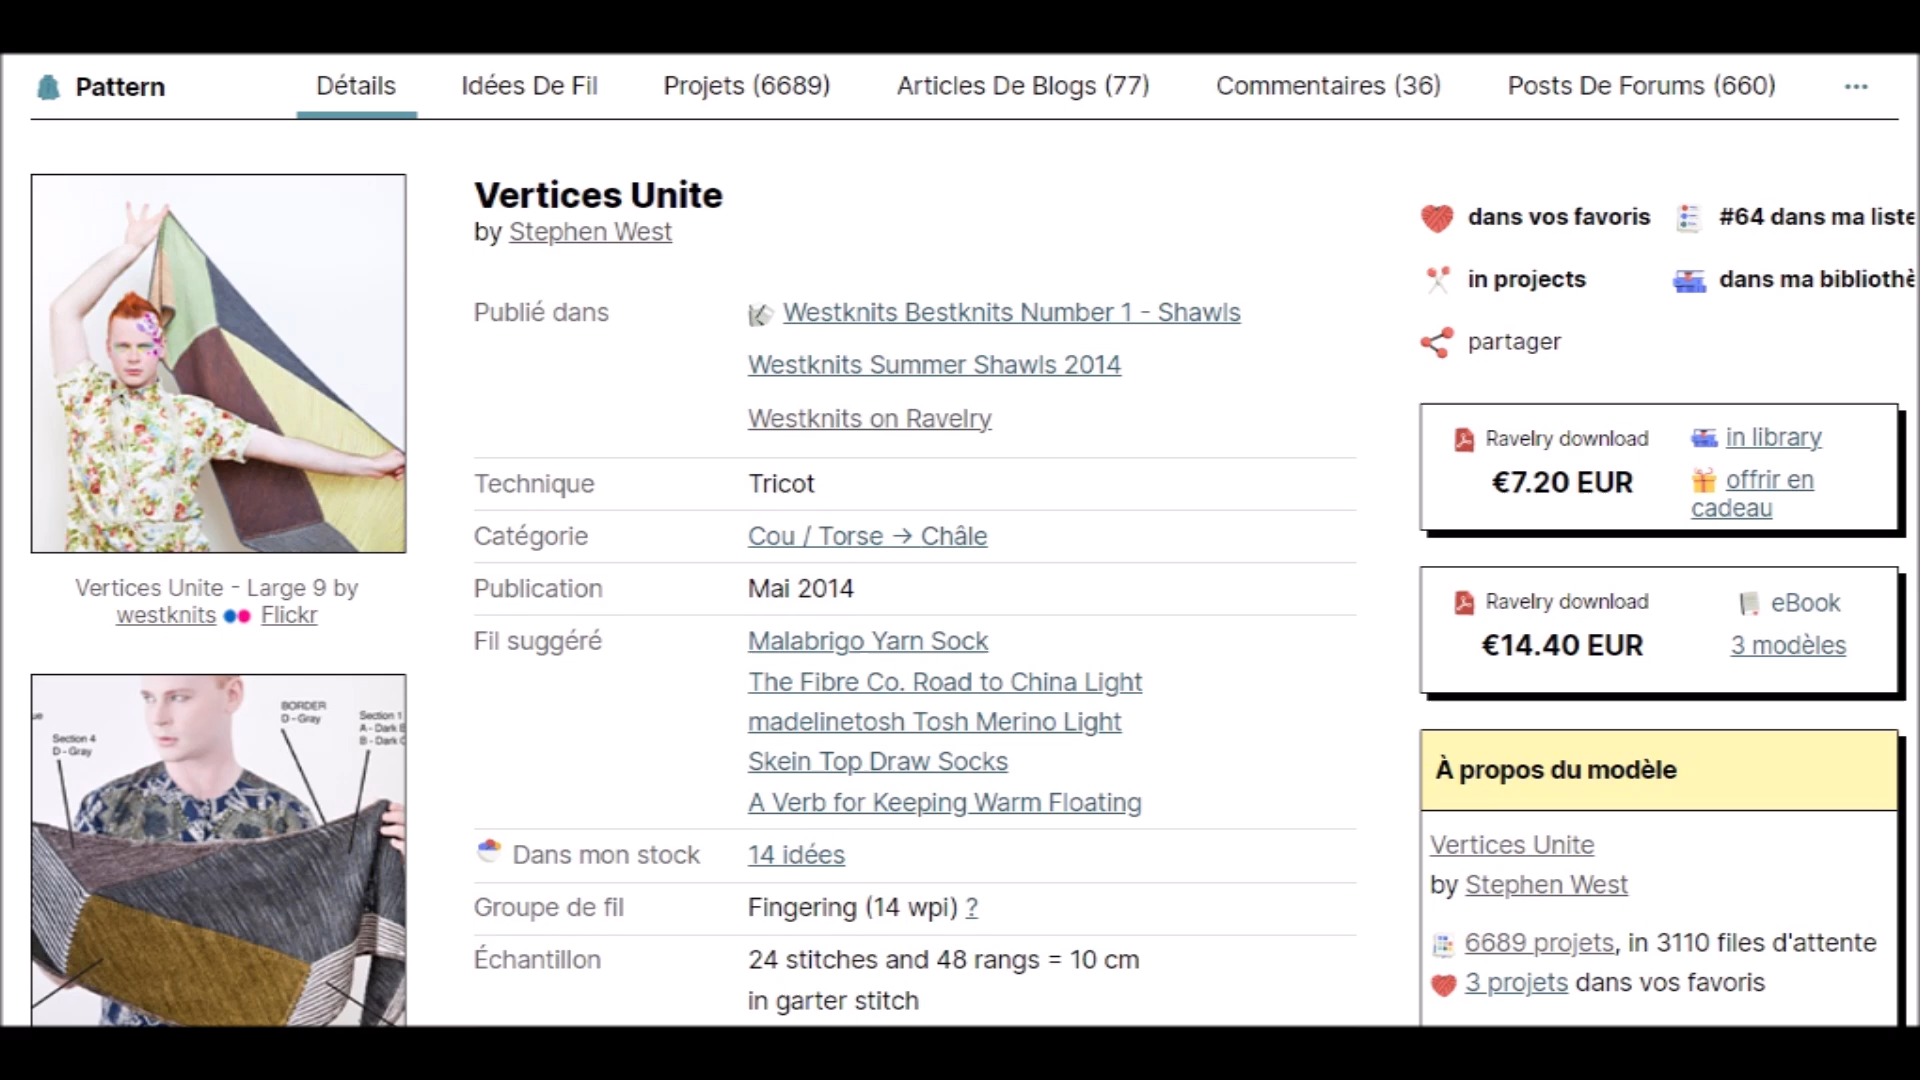 Pattern
Détails
Idées De Fil
Projets (6689)
Articles De Blogs (77)
Commentaires (36)
Posts De Forums (660)
Vertices Unite - Large 9 by
westknits Flickr
BORDER
D - Gray
Section 1
A - Dark
B - Dark
Section 4
D - Gray
Vertices Unite
by Stephen West
Publié dans
Westknits Bestknits Number 1 - Shawls
Westknits Summer Shawls 2014
Westknits on Ravelry
Technique
Tricot
Catégorie
Cou / Torse → Châle
Publication
Mai 2014
Fil suggéré
Malabrigo Yarn Sock
The Fibre Co. Road to China Light
madelinetosh Tosh Merino Light
Skein Top Draw Socks
A Verb for Keeping Warm Floating
Dans mon stock
14 idées
Groupe de fil
Fingering (14 wpi) ?
Échantillon
24 stitches and 48 rangs = 10 cm
in garter stitch
dans vos favoris
#64 dans ma liste
in projects
dans ma bibliothè
partager
Ravelry download
€7.20 EUR
in library
offrir en
cadeau
Ravelry download
€14.40 EUR
eBook
3 modèles
À propos du modèle
Vertices Unite
by Stephen West
6689 projets, in 3110 files d'attente
3 projets dans vos favoris